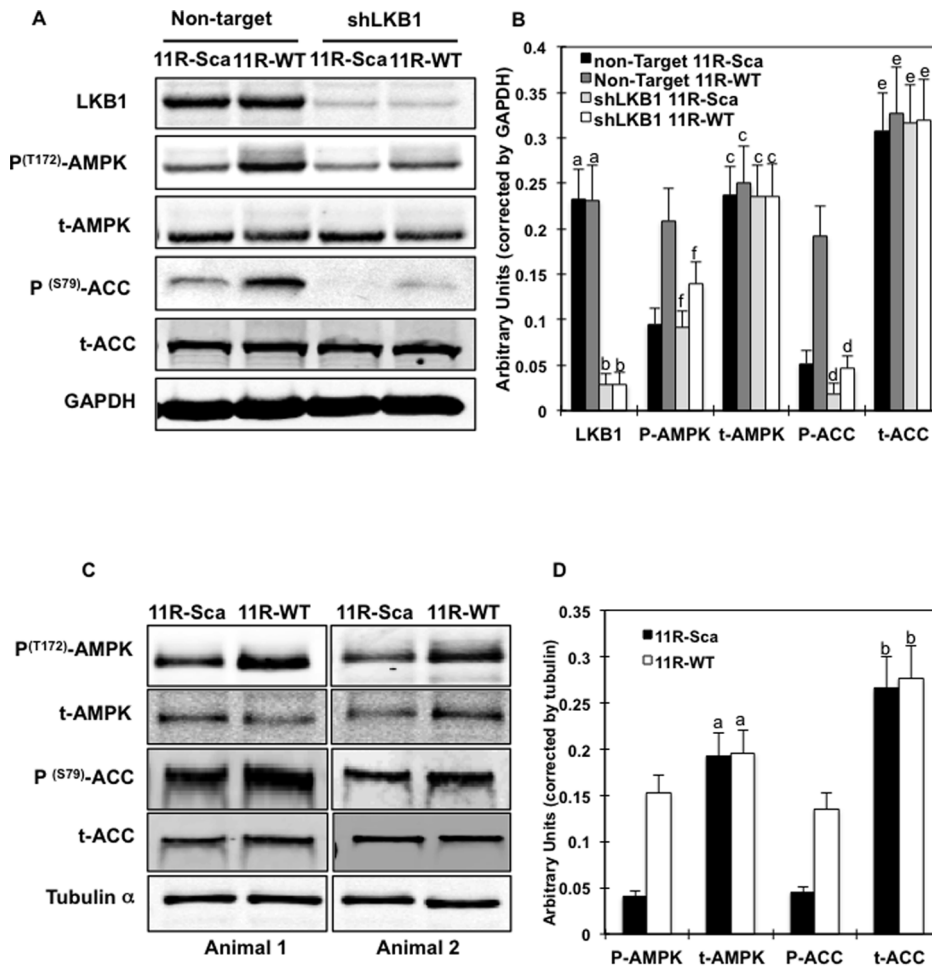 A
Non-target shLKB1
11R-Sca 11R-WT 11R-Sca 11R-WT
LKB1
P(T172)-AMPK
t-AMPK
P (S79)-ACC
t-ACC
GAPDH
B
Arbitrary Units (corrected by GAPDH)
0.4
0.35
0.3
0.25
0.2
0.15
0.1
0.05
0
non-Target 11R-Sca
Non-Target 11R-WT
shLKB1 11R-Sca
shLKB1 11R-WT
a a b b
f f
c c c c
d d
e e e e
LKB1 P-AMPK t-AMPK P-ACC t-ACC
C
11R-Sca 11R-WT 11R-Sca 11R-WT
P(T172)-AMPK
t-AMPK
P (S79)-ACC
t-ACC
Tubulin α
Animal 1 Animal 2
D
Arbitrary Units (corrected by tubulin)
0.35
0.3
0.25
0.2
0.15
0.1
0.05
0
11R-Sca
11R-WT
a a
b b
P-AMPK t-AMPK P-ACC t-ACC